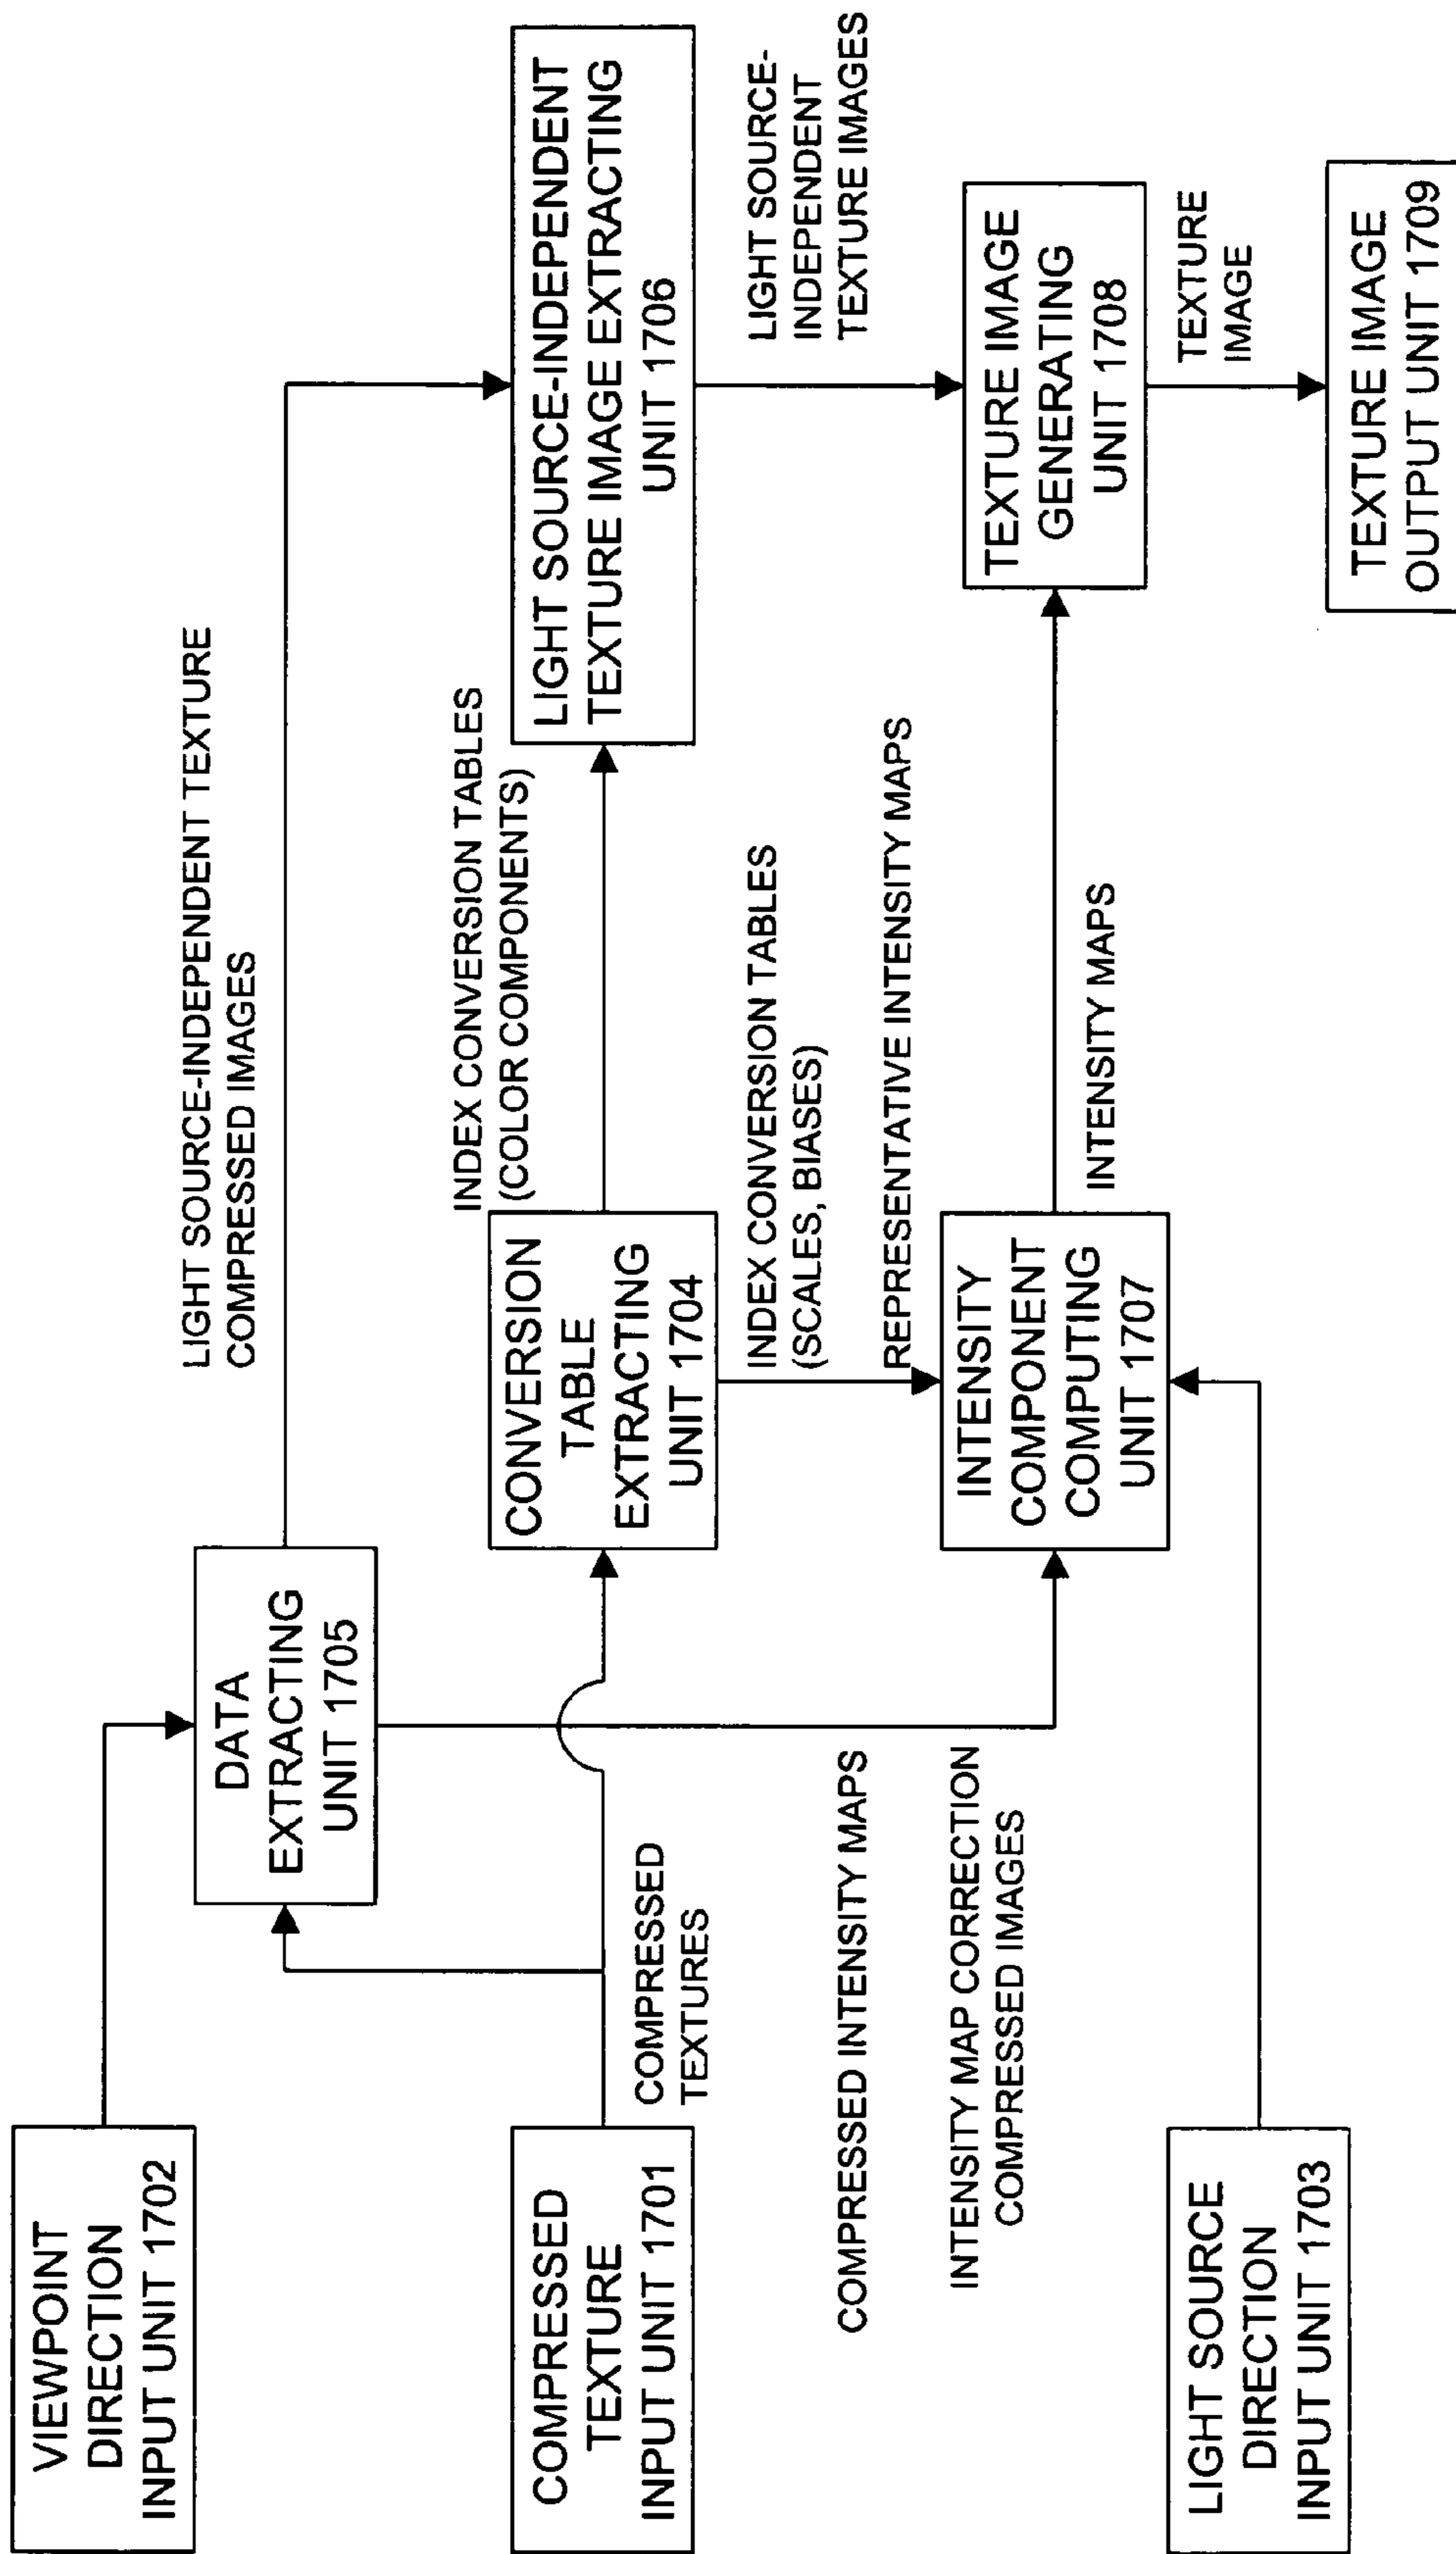 VIEWPOINT
DIRECTION
INPUT UNIT 1702
COMPRESSED
TEXTURE
INPUT UNIT 1701
LIGHT SOURCE
DIRECTION
INPUT UNIT 1703
COMPRESSED
TEXTURES
DATA
EXTRACTING
UNIT 1705
COMPRESSED INTENSITY MAPS
INTENSITY MAP CORRECTION
COMPRESSED IMAGES
LIGHT SOURCE-INDEPENDENT TEXTURE
COMPRESSED IMAGES
CONVERSION
TABLE
EXTRACTING
UNIT 1704
INDEX CONVERSION TABLES
(COLOR COMPONENTS)
INDEX CONVERSION TABLES
(SCALES, BIASES)
REPRESENTATIVE INTENSITY MAPS
INTENSITY
COMPONENT
COMPUTING
UNIT 1707
INTENSITY MAPS
LIGHT SOURCE-INDEPENDENT
TEXTURE IMAGE EXTRACTING
UNIT 1706
LIGHT SOURCE-
INDEPENDENT
TEXTURE IMAGES
TEXTURE IMAGE
GENERATING
UNIT 1708
TEXTURE
IMAGE
TEXTURE IMAGE
OUTPUT UNIT 1709